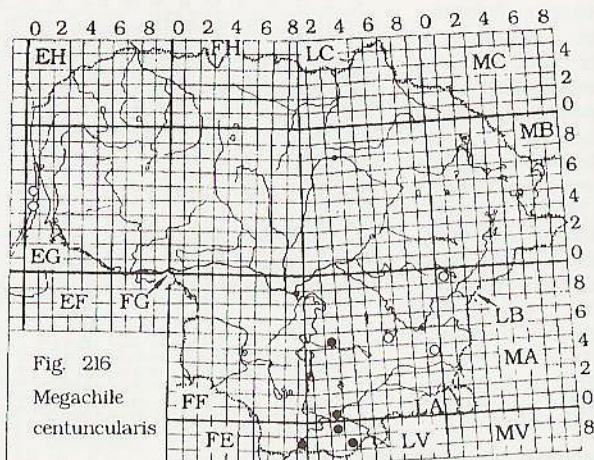 0 2 4 6 8 0 2 4 6 8 2 4 6 8 0 2 4 6 8
EH FH LC MC 4
2
0
MB 8
6
4
2
EG 0
EF FG 8
LB 6
Fig. 216 MA 4
Megachile 2
FF LA 0
centuncularis
FE LV MV 8